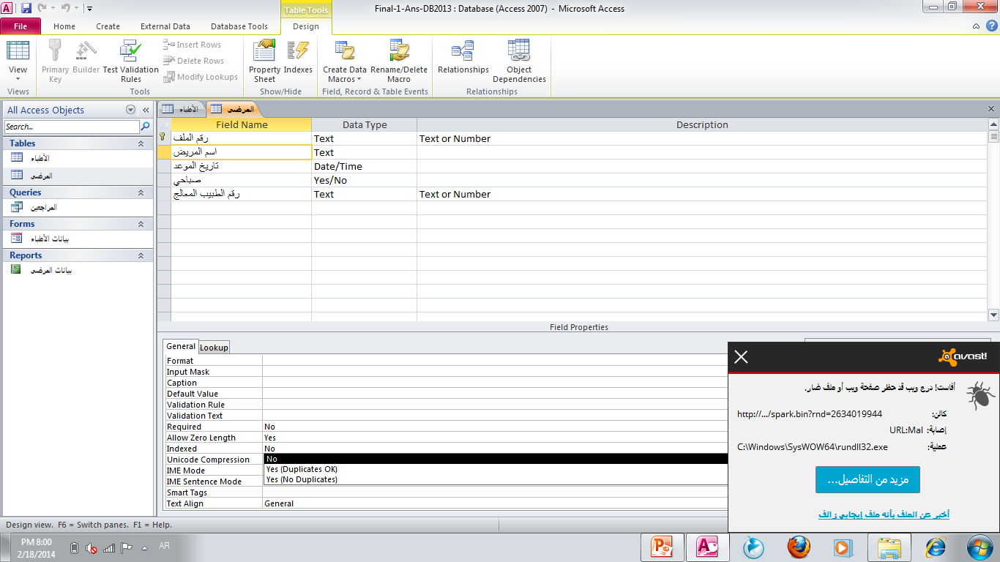 Final-1-Ans-DB2013 : Database (Access 2007) - Microsoft Access
Table Tools
File Home Create External Data Database Tools Design
View
Primary Key
Builder
Test Validation Rules
Insert Rows
Delete Rows
Modify Lookups
Property Sheet
Indexes
Create Data Macros
Rename/Delete Macro
Relationships
Object Dependencies
Views Tools Show/Hide Field, Record & Table Events Relationships
All Access Objects
Search...
Tables
الأطباء
المرضى
Queries
المراجعين
Forms
بيانات الأطباء
Reports
بيانات المرضى
الأطباء المرضى
Field Name Data Type Description
رقم الملف Text Text or Number
اسم المريض Text
تاريخ الموعد Date/Time
صباحي Yes/No
رقم الطبيب المعالج Text Text or Number
Field Properties
General Lookup
Format
Input Mask
Caption
Default Value
Validation Rule
Validation Text
Required No
Allow Zero Length Yes
Indexed No
Unicode Compression No
IME Mode Yes (Duplicates OK)
IME Sentence Mode Yes (No Duplicates)
Smart Tags
Text Align General
avast!
أفاست! درع ويب قد حظر صفحة ويب أو ملف ضار.
كائن: http://.../spark.bin?rnd=2634019944
إصابة: URL:Mal
عملية: C:\Windows\SysWOW64\rundll32.exe
مزيد من التفاصيل...
أخبر عن الملف بأنه ملف إيجابي زائف
Design view. F6 = Switch panes. F1 = Help.
PM 8:00
2/18/2014
AR